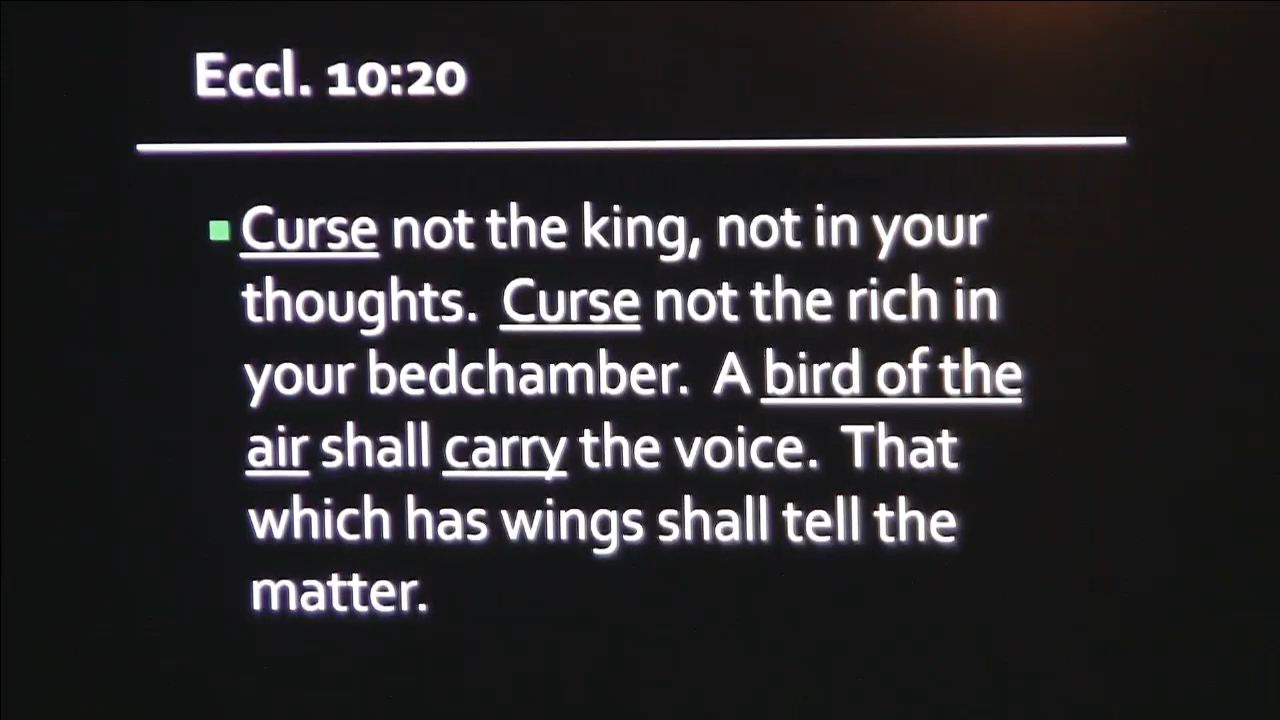 Eccl. 10:20
Curse not the king, not in your
thoughts.  Curse not the rich in
your bedchamber.  A bird of the
air shall carry the voice.  That
which has wings shall tell the
matter.